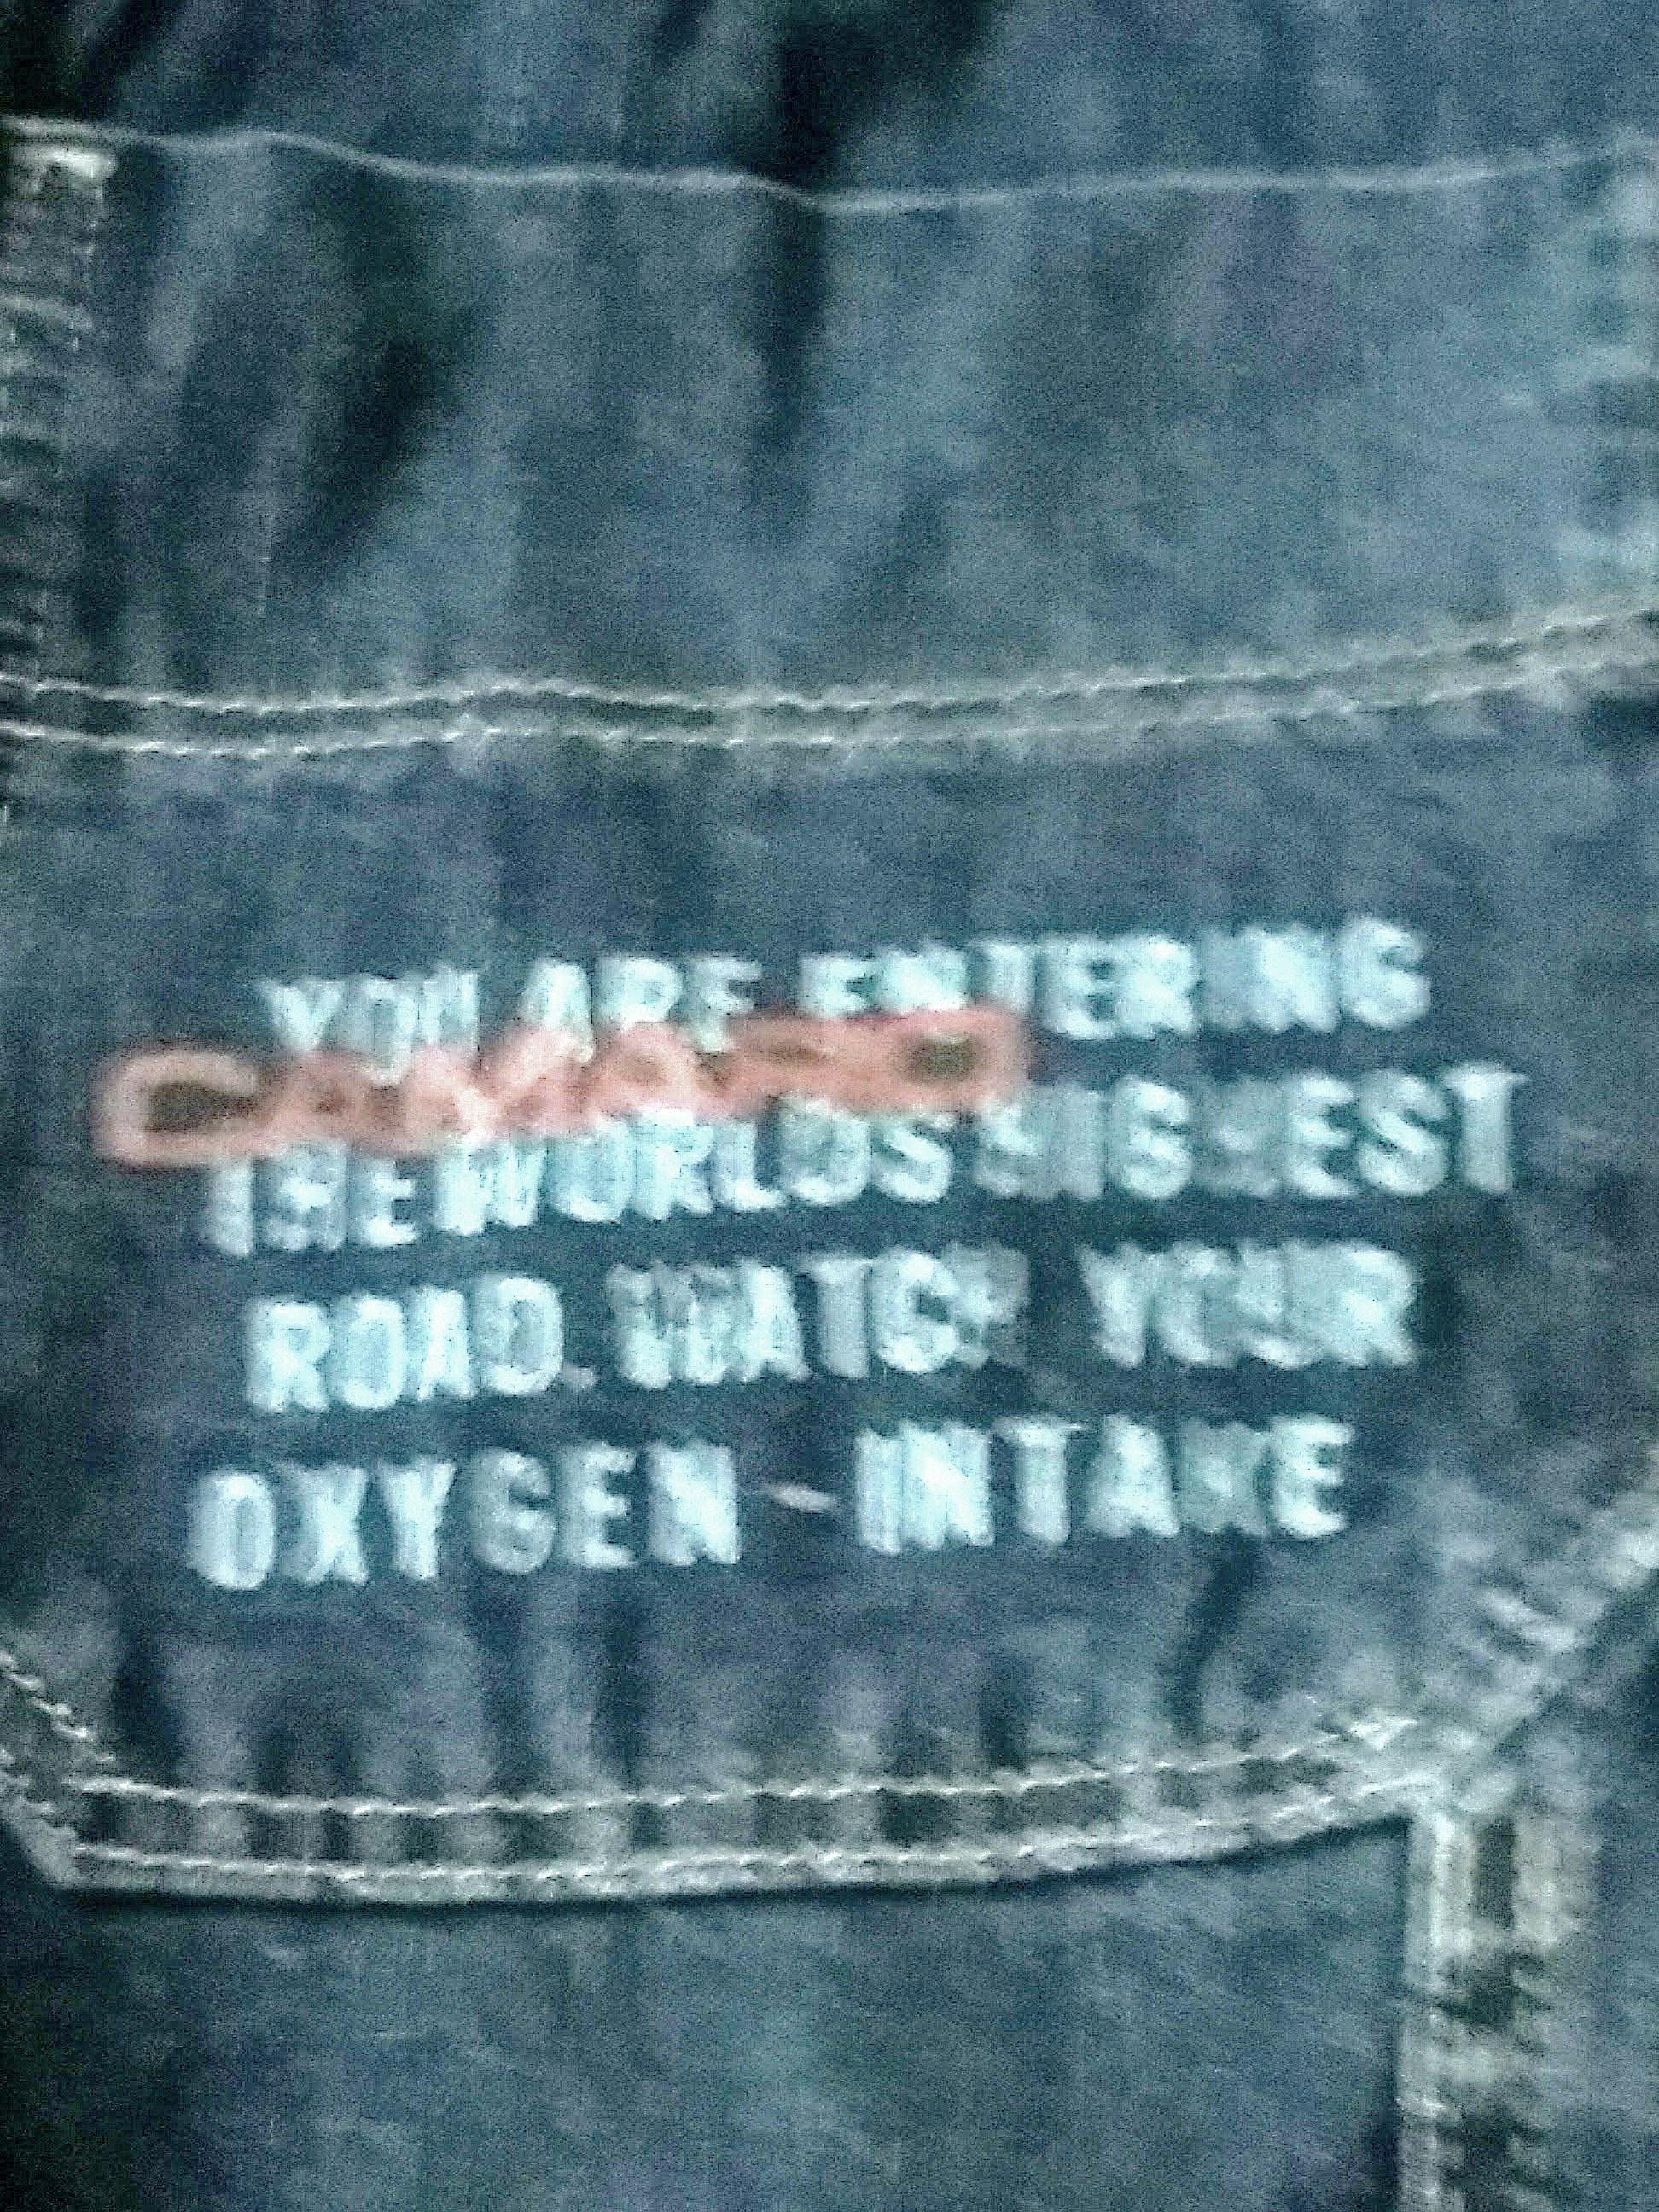 YOU ARE ENTERING
CAMARO
THE WORLDS HIGHEST
ROAD. WATCH YOUR
OXYGEN - INTAKE